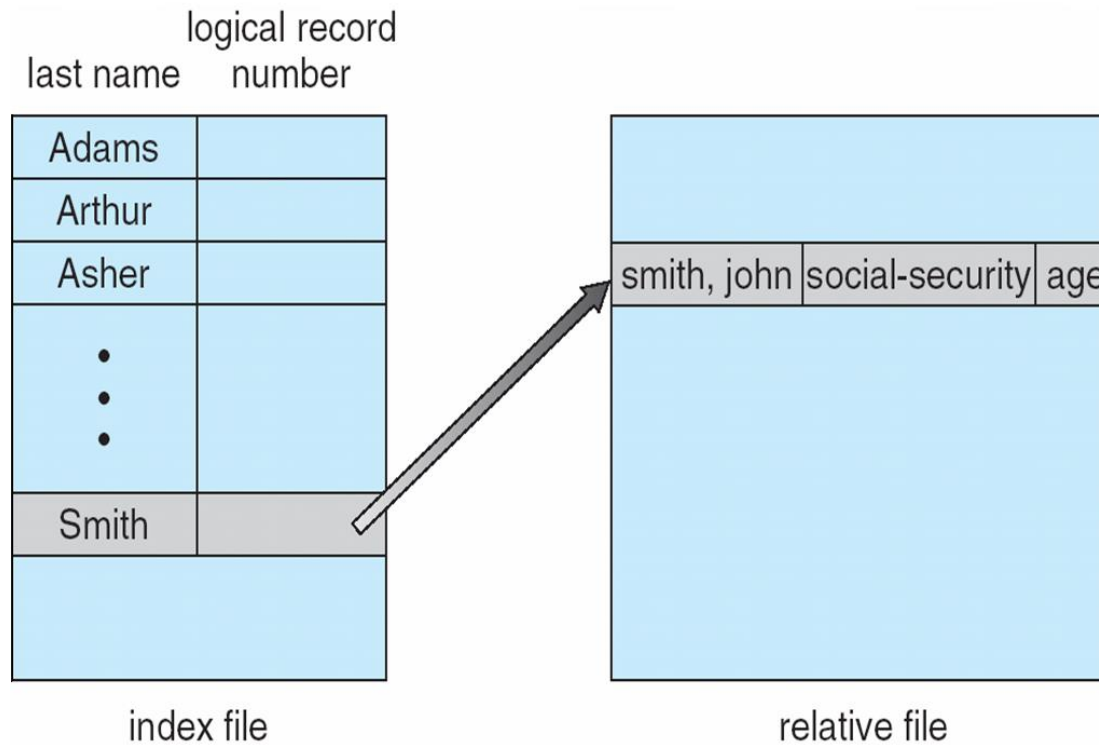 logical record
last name number
Adams
Arthur
Asher
Smith
smith, john social-security age
index file relative file